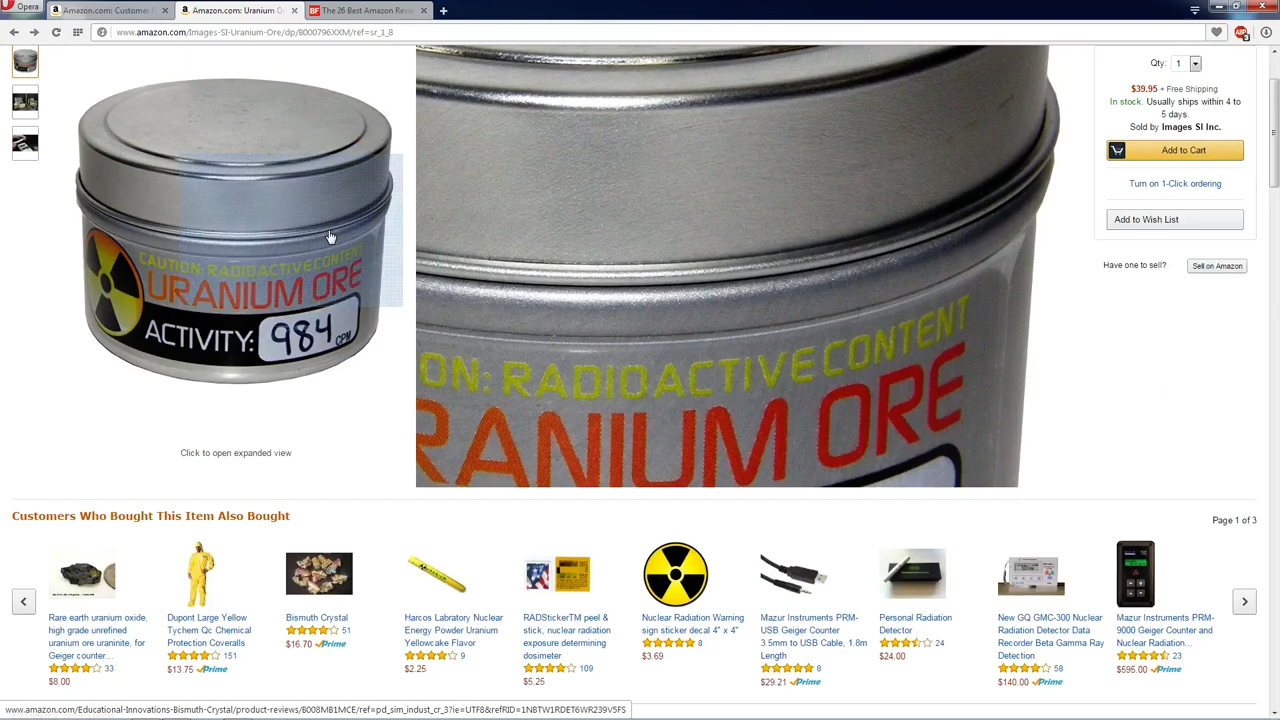 Opera
Amazon.com: Customer
Amazon.com: Uranium O
BF The 26 Best Amazon Re
www.amazon.com/Images-SI-Uranium-Ore/dp/B000796XXM/ref=sr_1_8
ABP
Qty: 1
$39.95 + Free Shipping
In stock. Usually ships within 4 to
5 days.
Sold by Images SI Inc.
Add to Cart
Turn on 1-Click ordering
Add to Wish List
Have one to sell? Sell on Amazon
CAUTION: RADIOACTIVE CONTENT
URANIUM ORE
ACTIVITY: 984 CPM
ON: RADIOACTIVE CONTENT
RANIUM ORE
Click to open expanded view
Customers Who Bought This Item Also Bought
Page 1 of 3
Rare earth uranium oxide,
high grade unrefined
uranium ore uraninite, for
Geiger counter…
33
$8.00
Dupont Large Yellow
Tychem Qc Chemical
Protection Coveralls
151
$13.75 Prime
Bismuth Crystal
51
$16.70 Prime
Harcos Labratory Nuclear
Energy Powder Uranium
Yellowcake Flavor
9
$2.25
RADStickerTM peel &
stick, nuclear radiation
exposure determining
dosimeter
109
$5.25
Nuclear Radiation Warning
sign sticker decal 4" x 4"
8
$3.69
Mazur Instruments PRM-
USB Geiger Counter
3.5mm to USB Cable, 1.8m
Length
8
$29.21 Prime
Personal Radiation
Detector
24
$24.00
New GQ GMC-300 Nuclear
Radiation Detector Data
Recorder Beta Gamma Ray
Detection
58
$140.00 Prime
Mazur Instruments PRM-
9000 Geiger Counter and
Nuclear Radiation…
23
$595.00 Prime
www.amazon.com/Educational-Innovations-Bismuth-Crystal/product-reviews/B008MB1MCE/ref=pd_sim_indust_cr_3?ie=UTF8&refRID=1NBTW1RDET6WR239V5FS